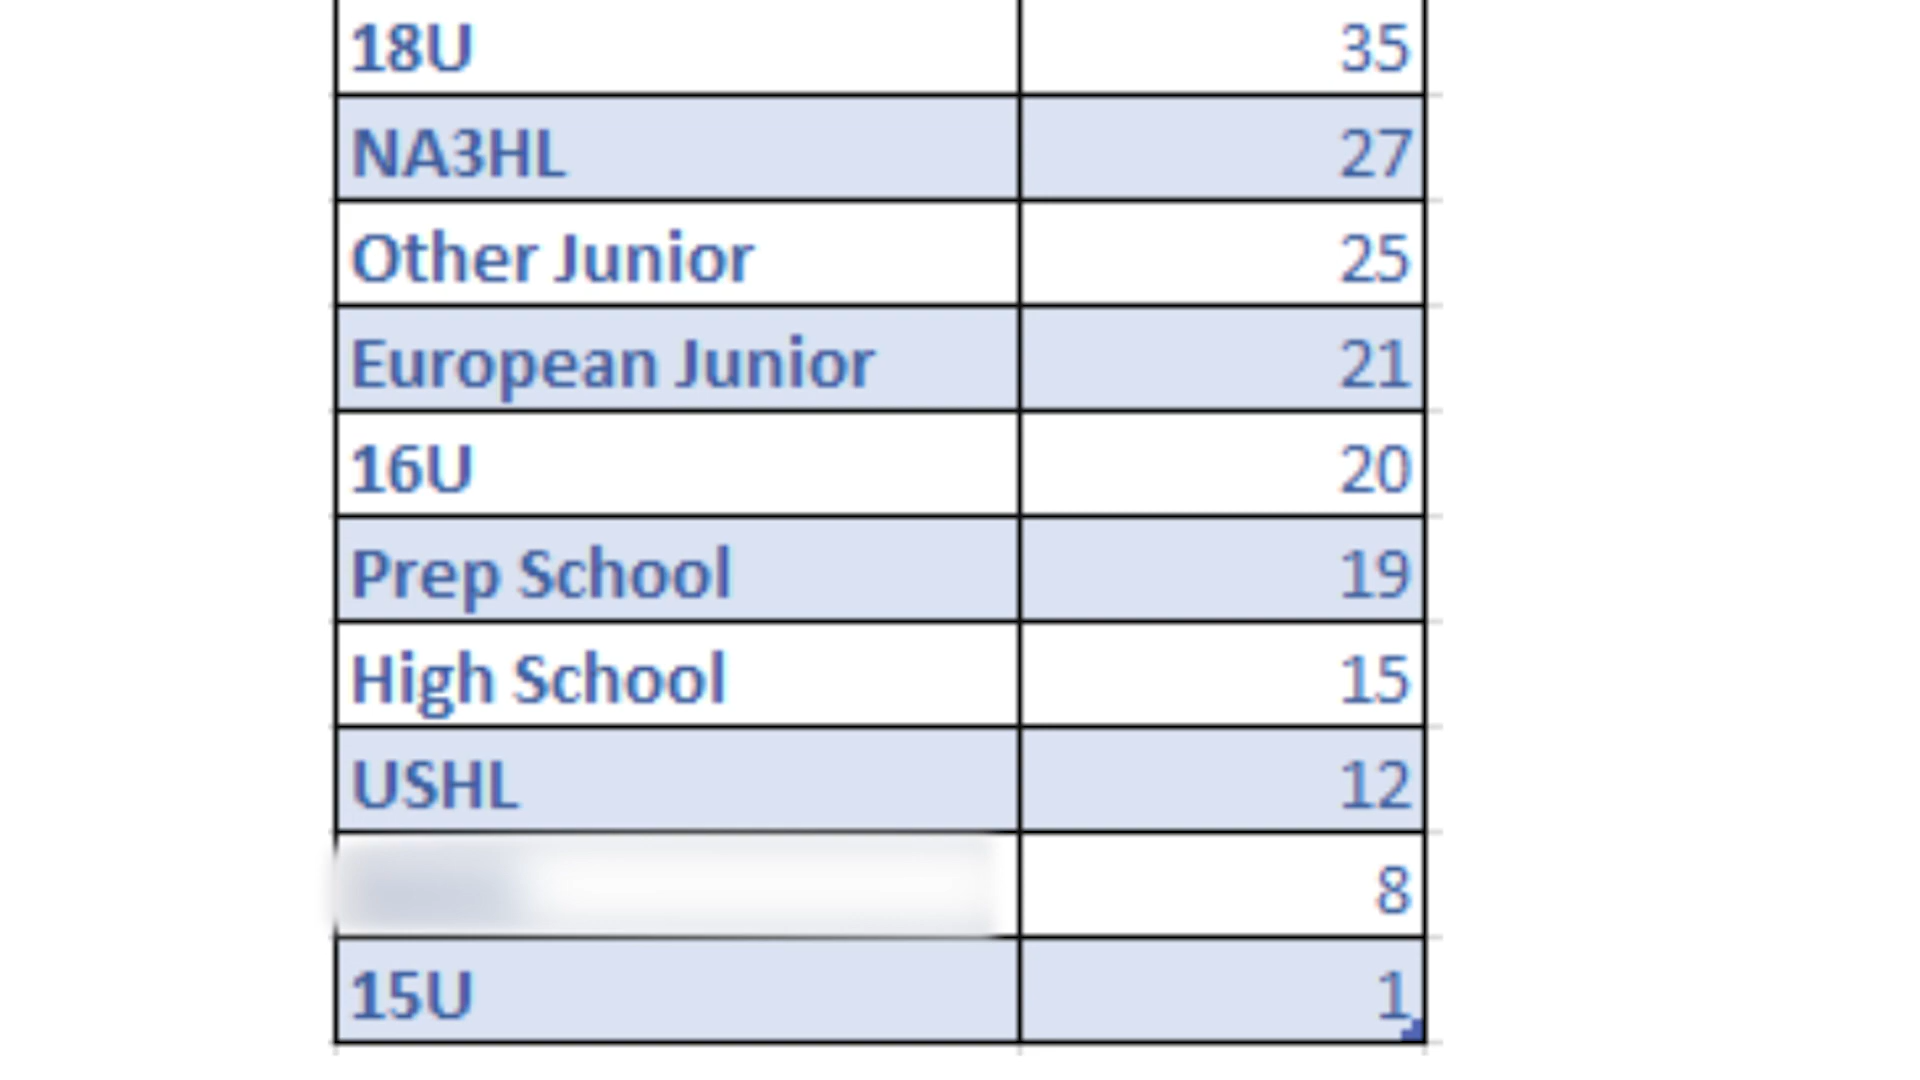 18U 35
NA3HL 27
Other Junior 25
European Junior 21
16U 20
Prep School 19
High School 15
USHL 12
8
15U 1